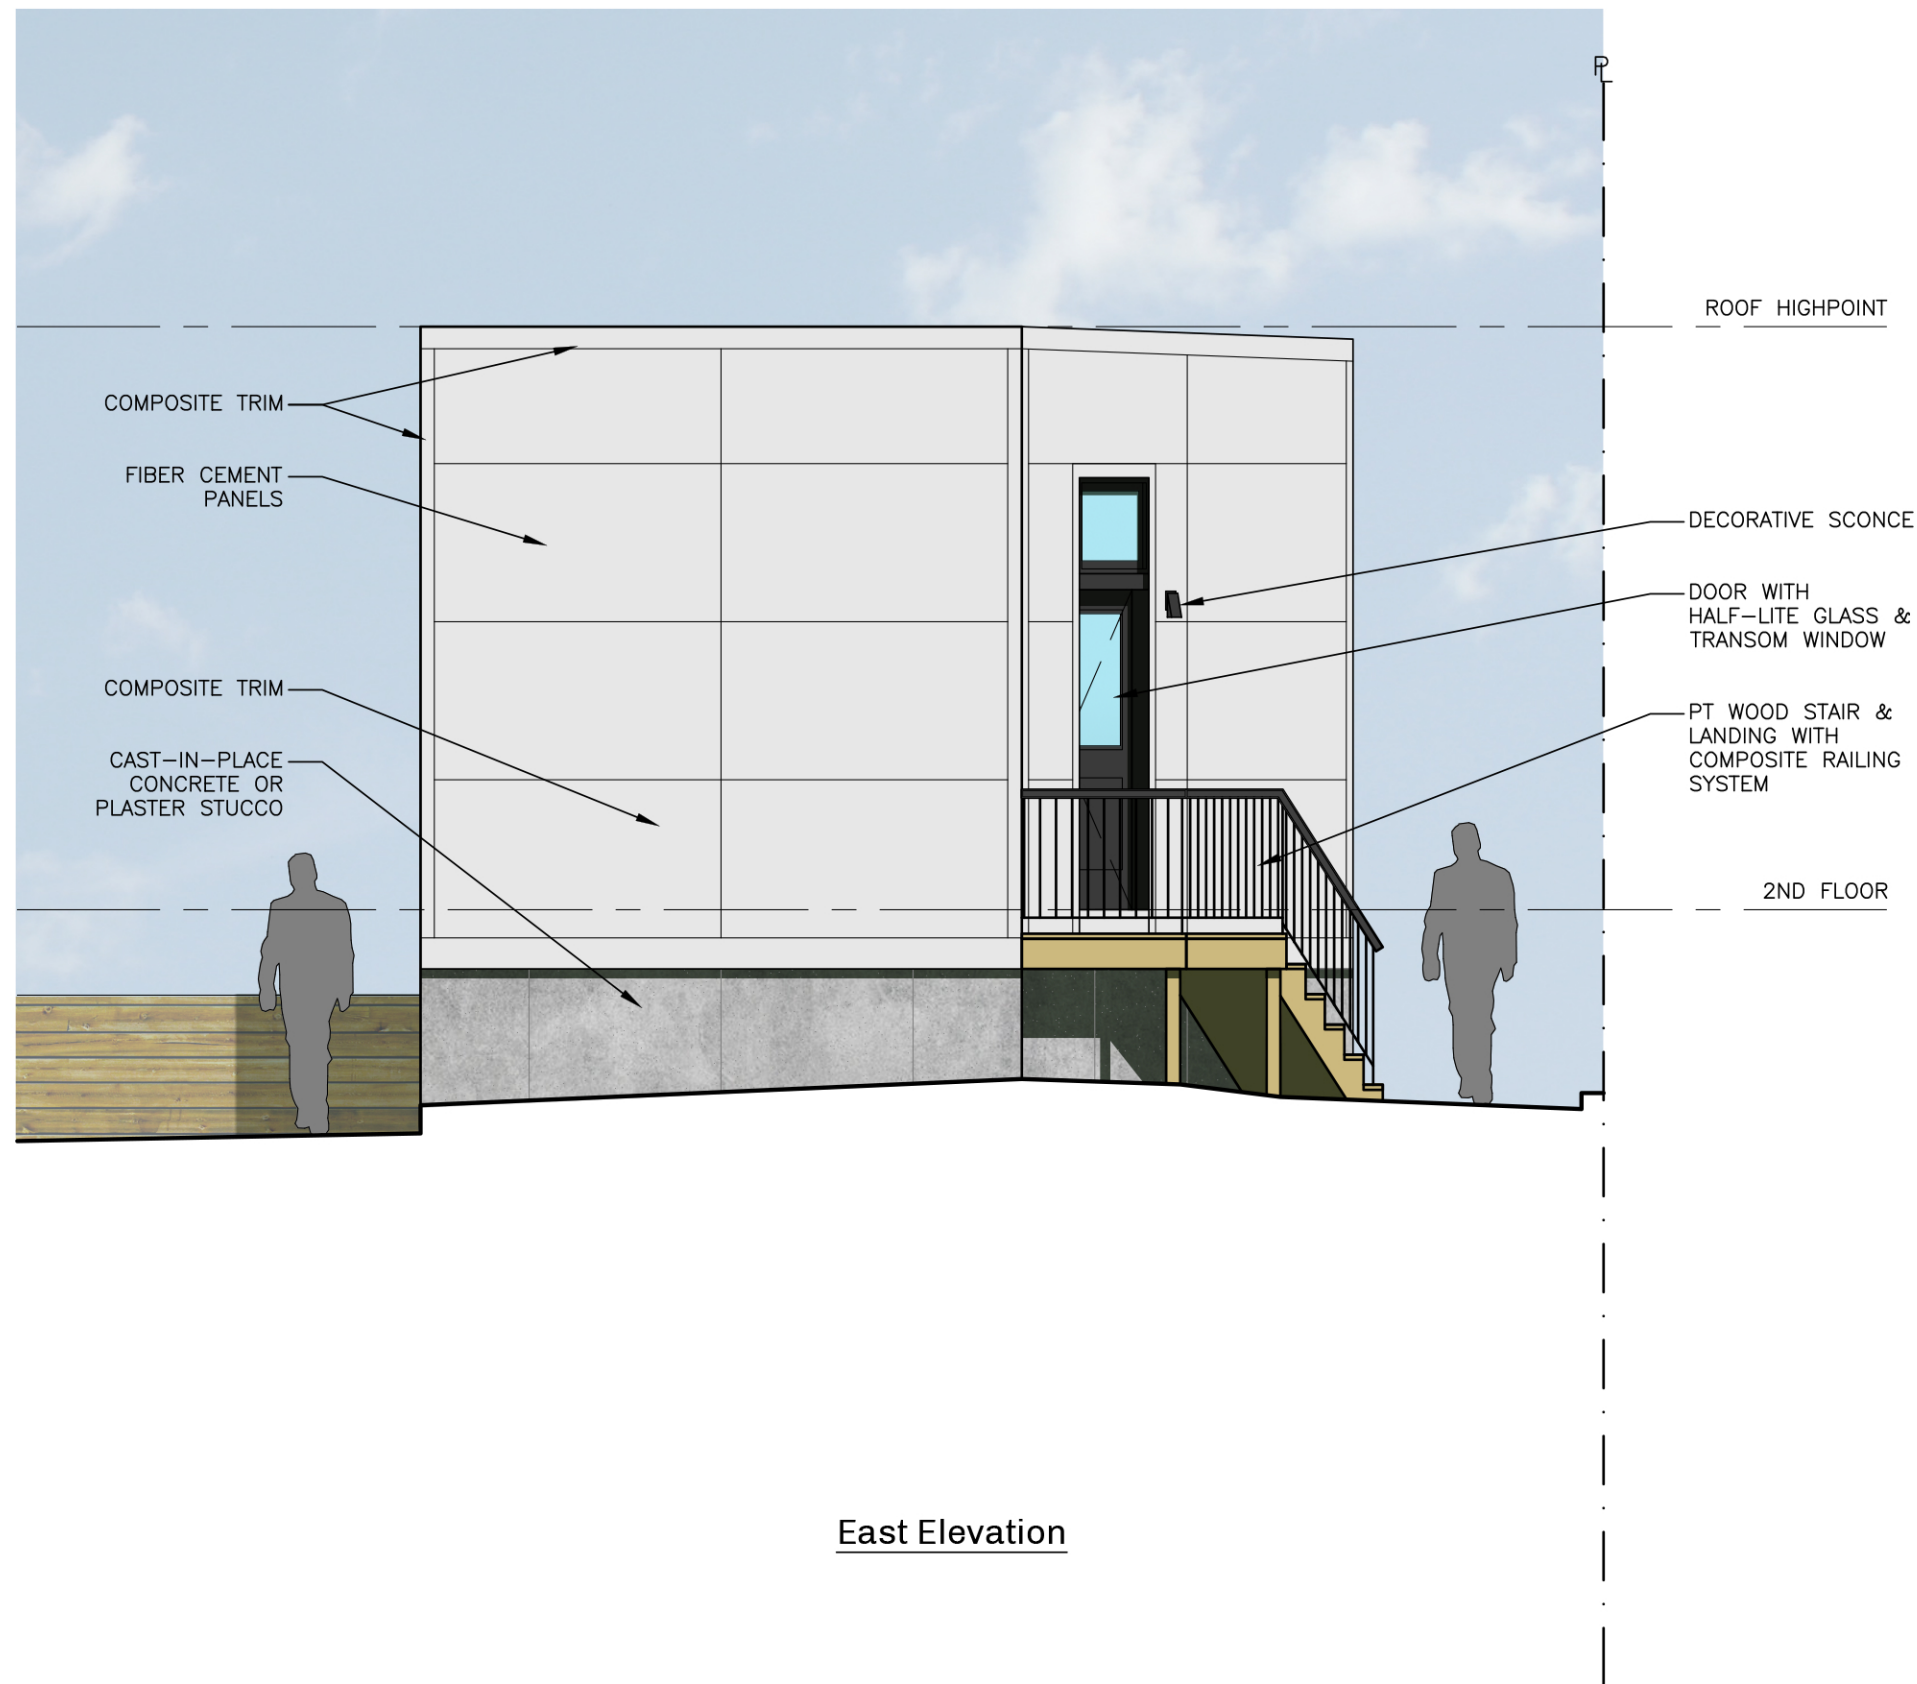 PL
ROOF HIGHPOINT
COMPOSITE TRIM
FIBER CEMENT
PANELS
COMPOSITE TRIM
CAST-IN-PLACE
CONCRETE OR
PLASTER STUCCO
DECORATIVE SCONCE
DOOR WITH
HALF-LITE GLASS &
TRANSOM WINDOW
PT WOOD STAIR &
LANDING WITH
COMPOSITE RAILING
SYSTEM
2ND FLOOR
East Elevation